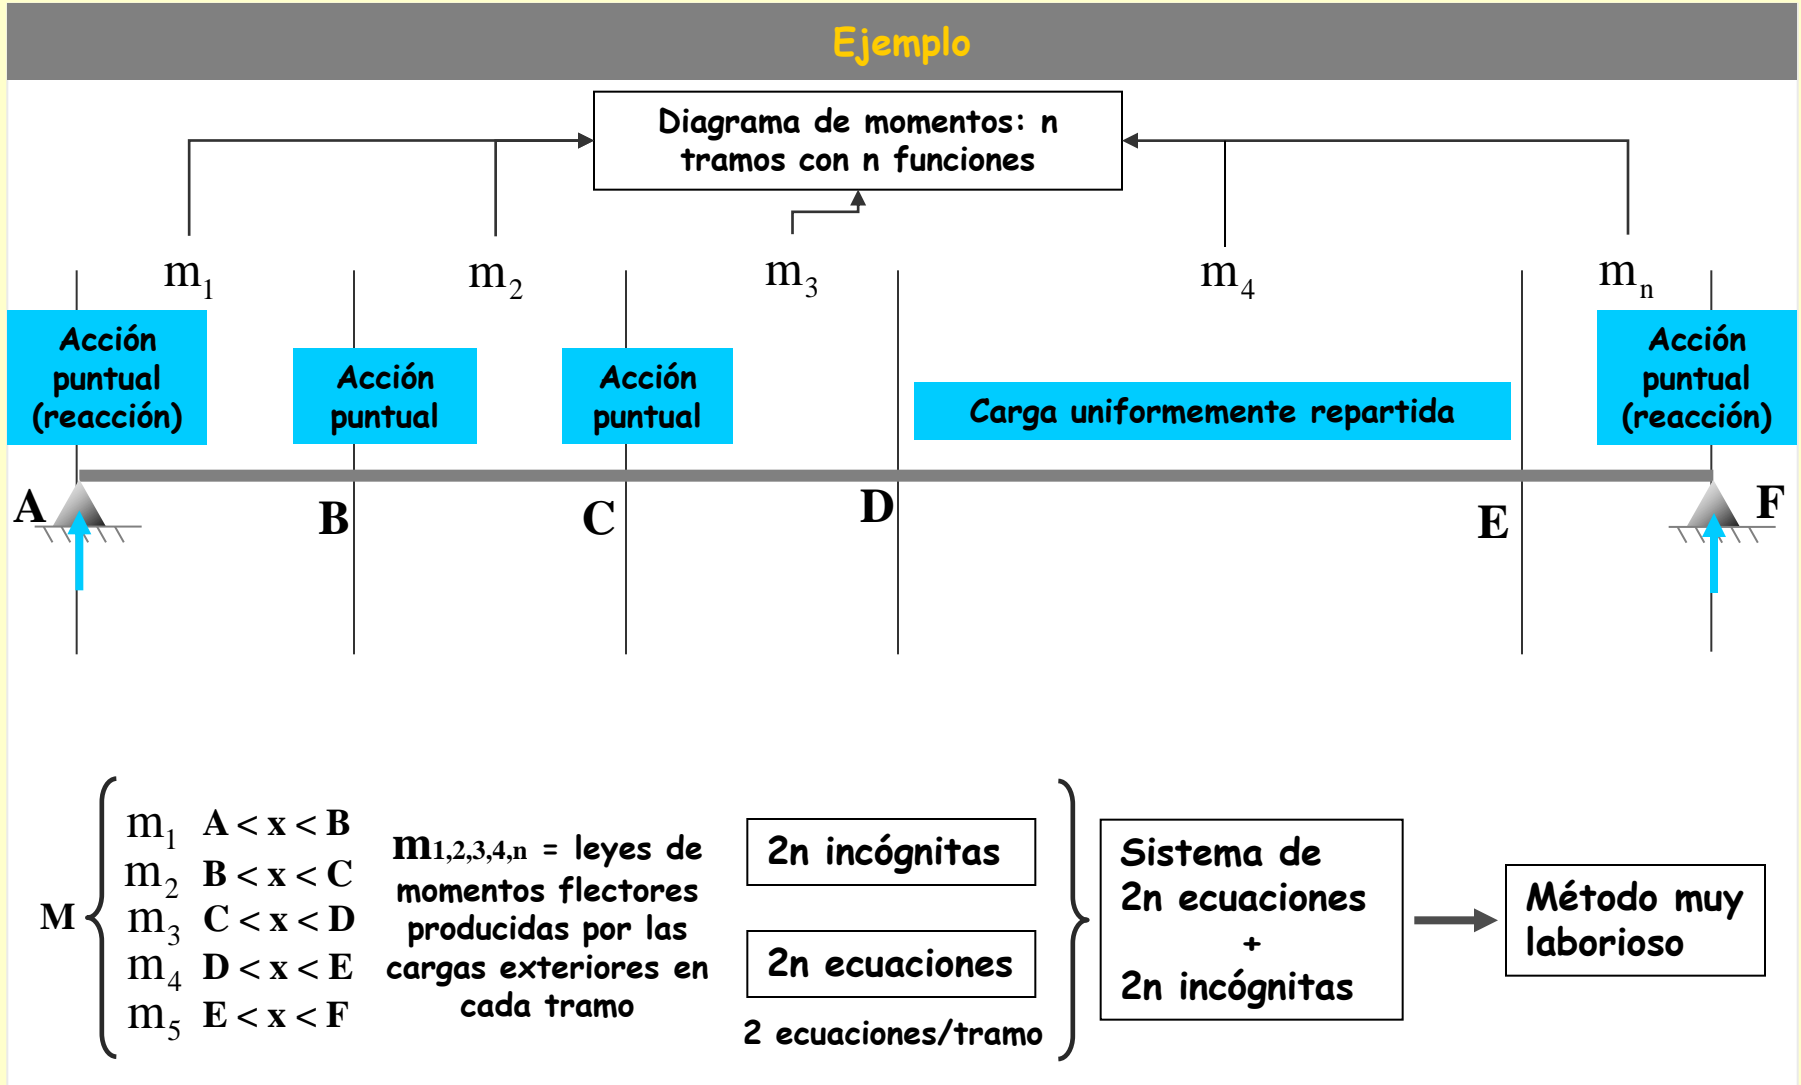 Ejemplo
Diagrama de momentos: n
tramos con n funciones
m1
m2
m3
m4
mn
Acción
puntual
(reacción)
Acción
puntual
Acción
puntual
Carga uniformemente repartida
Acción
puntual
(reacción)
A
B
C
D
E
F
M
m1 A < x < B
m2 B < x < C
m3 C < x < D
m4 D < x < E
m5 E < x < F
m1,2,3,4,n = leyes de
momentos flectores
producidas por las
cargas exteriores en
cada tramo
2n incógnitas
2n ecuaciones
2 ecuaciones/tramo
Sistema de
2n ecuaciones
+
2n incógnitas
Método muy
laborioso